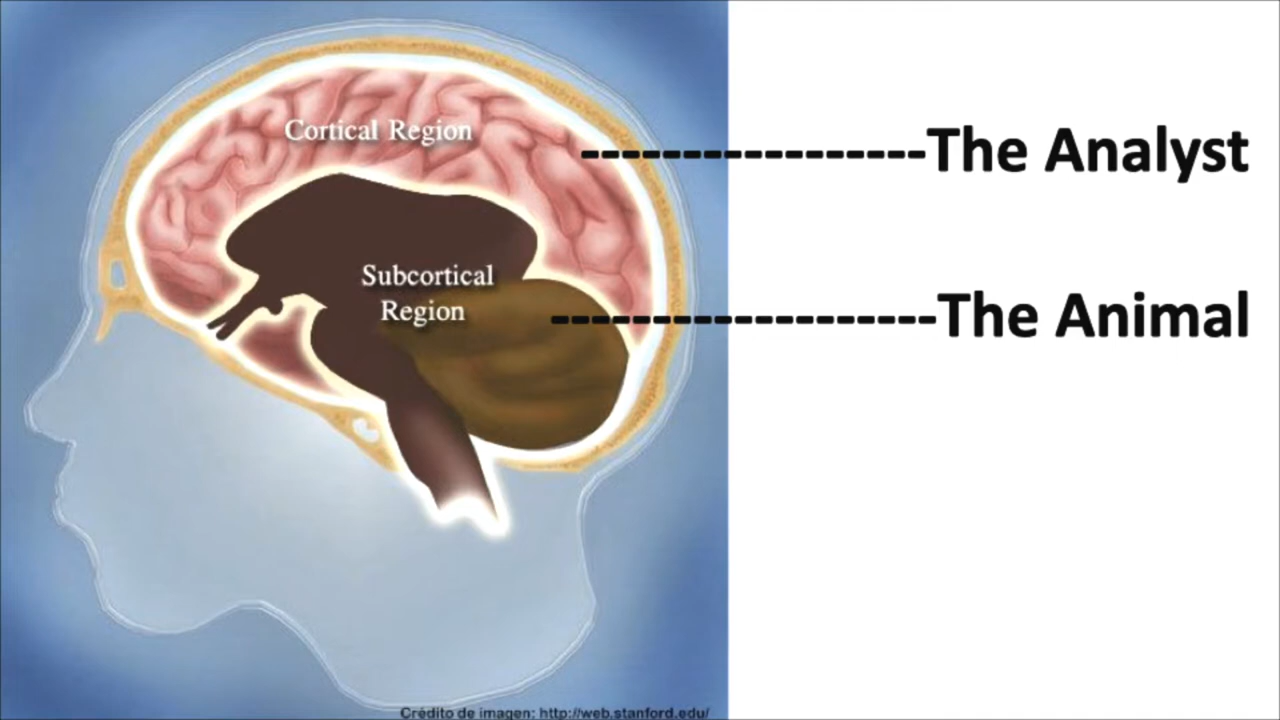 Cortical Region
----------------- The Analyst
Subcortical
Region
------------------- The Animal
Crédito de imagen: http://web.stanford.edu/